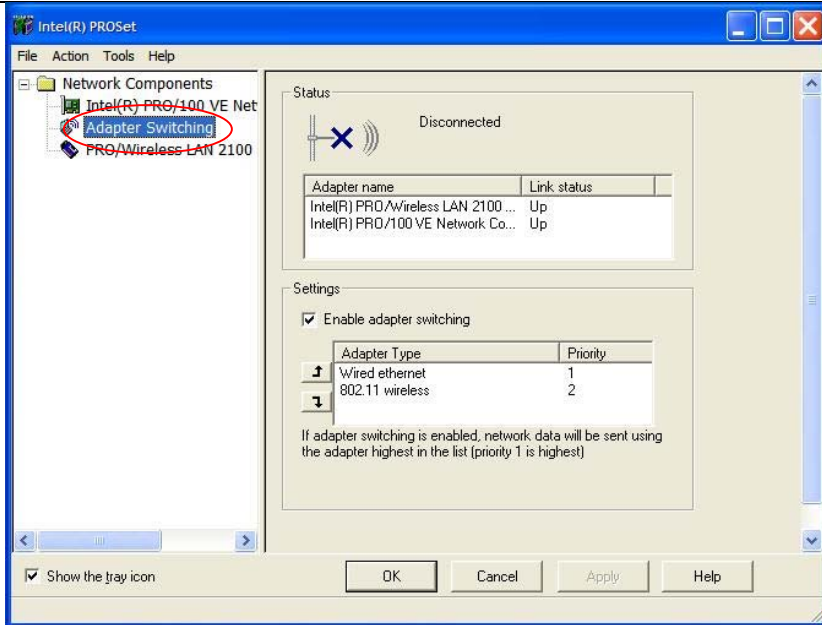 Intel(R) PROSet
File Action Tools Help
Network Components
Intel(R) PRO/100 VE Net
Adapter Switching
PRO/Wireless LAN 2100
Status
Disconnected
Adapter name Link status
Intel(R) PRO/Wireless LAN 2100 ... Up
Intel(R) PRO/100 VE Network Co... Up
Settings
Enable adapter switching
Adapter Type Priority
Wired ethernet 1
802.11 wireless 2
If adapter switching is enabled, network data will be sent using
the adapter highest in the list (priority 1 is highest)
Show the tray icon
OK Cancel Apply Help